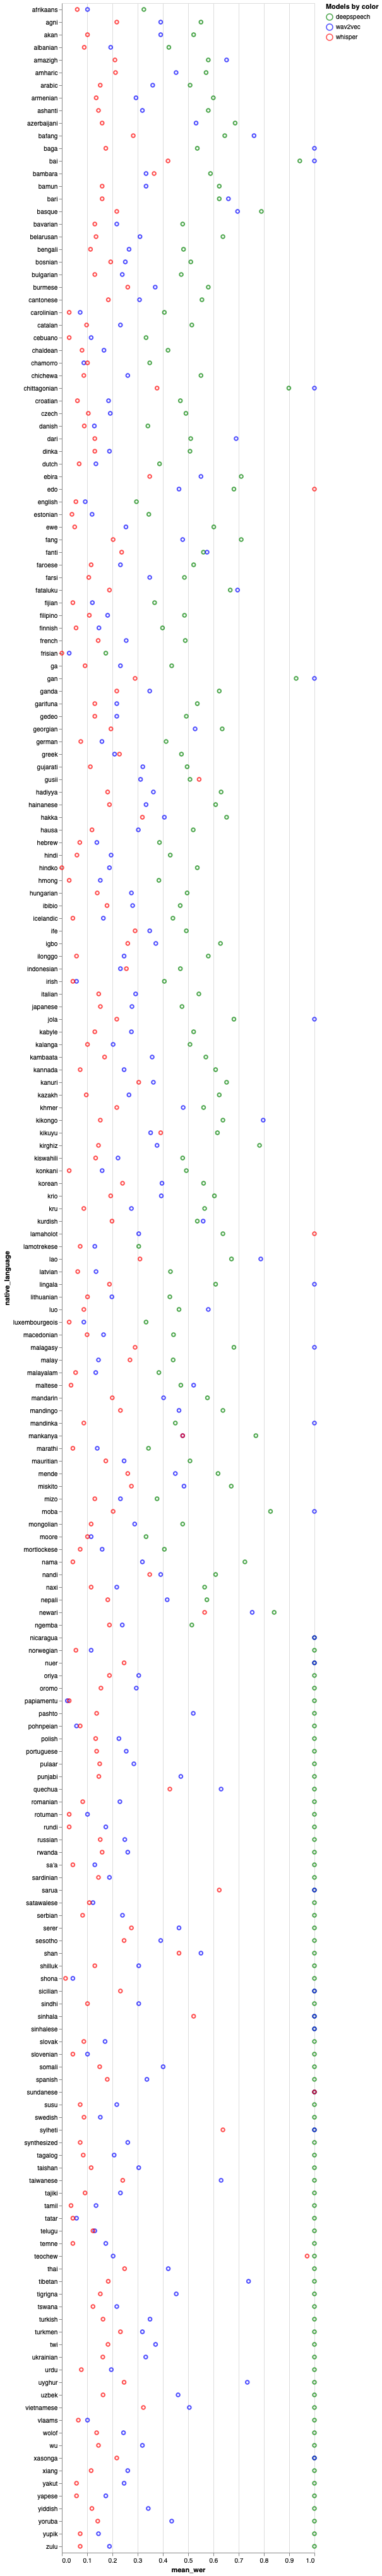 Models by color
deepspeech
wav2vec
whisper
native_language
afrikaans
agni
akan
albanian
amazigh
amharic
arabic
armenian
ashanti
azerbaijani
bafang
baga
bai
bambara
bamun
bari
basque
bavarian
belarusan
bengali
bosnian
bulgarian
burmese
cantonese
carolinian
catalan
cebuano
chaldean
chamorro
chichewa
chittagonian
croatian
czech
danish
dari
dinka
dutch
ebira
edo
english
estonian
ewe
fang
fanti
faroese
farsi
fataluku
fijian
filipino
finnish
french
frisian
ga
gan
ganda
garifuna
gedeo
georgian
german
greek
gujarati
gusii
hadiyya
hainanese
hakka
hausa
hebrew
hindi
hindko
hmong
hungarian
ibibio
icelandic
ife
igbo
ilonggo
indonesian
irish
italian
japanese
jola
kabyle
kalanga
kambaata
kannada
kanuri
kazakh
khmer
kikongo
kikuyu
kirghiz
kiswahili
konkani
korean
krio
kru
kurdish
lamaholot
lamotrekese
lao
latvian
lingala
lithuanian
luo
luxembourgeois
macedonian
malagasy
malay
malayalam
maltese
mandarin
mandingo
mandinka
mankanya
marathi
mauritian
mende
miskito
mizo
moba
mongolian
moore
mortlockese
nama
nandi
naxi
nepali
newari
ngemba
nicaragua
norwegian
nuer
oriya
oromo
papiamentu
pashto
pohnpeian
polish
portuguese
pulaar
punjabi
quechua
romanian
rotuman
rundi
russian
rwanda
sa'a
sardinian
sarua
satawalese
serbian
serer
sesotho
shan
shilluk
shona
sicilian
sindhi
sinhala
sinhalese
slovak
slovenian
somali
spanish
sundanese
susu
swedish
sylheti
synthesized
tagalog
taishan
taiwanese
tajiki
tamil
tatar
telugu
temne
teochew
thai
tibetan
tigrigna
tswana
turkish
turkmen
twi
ukrainian
urdu
uyghur
uzbek
vietnamese
vlaams
wolof
wu
xasonga
xiang
yakut
yapese
yiddish
yoruba
yupik
zulu
0.0 0.1 0.2 0.3 0.4 0.5 0.6 0.7 0.8 0.9 1.0
mean_wer